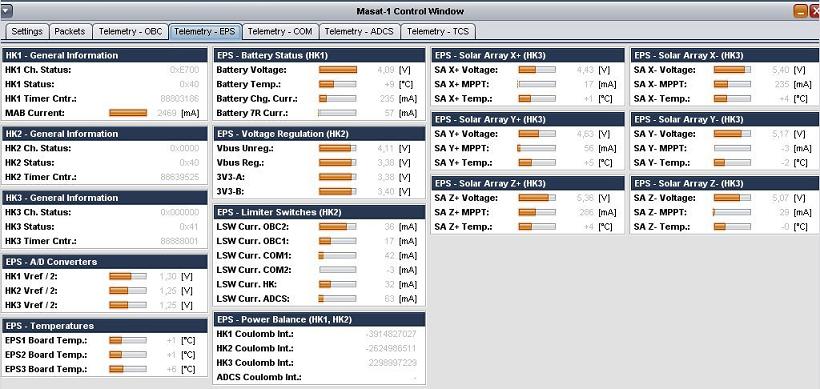 Masat-1 Control Window
Settings Packets Telemetry - OBC Telemetry - EPS Telemetry - COM Telemetry - ADCS Telemetry - TCS
HK1 - General Information
HK1 Ch. Status: 0xE700
HK1 Status: 0x40
HK1 Timer Cntr.: 88803186
MAB Current: 2469 [mA]
HK2 - General Information
HK2 Ch. Status: 0x0000
HK2 Status: 0x40
HK2 Timer Cntr.: 88639525
HK3 - General Information
HK3 Ch. Status: 0x000000
HK3 Status: 0x41
HK3 Timer Cntr.: 88888001
EPS - A/D Converters
HK1 Vref / 2: 1,30 [V]
HK2 Vref / 2: 1,25 [V]
HK3 Vref / 2: 1,25 [V]
EPS - Temperatures
EPS1 Board Temp.: +1 [°C]
EPS2 Board Temp.: +1 [°C]
EPS3 Board Temp.: +6 [°C]
EPS - Battery Status (HK1)
Battery Voltage: 4,09 [V]
Battery Temp.: +9 [°C]
Battery Chg. Curr.: 235 [mA]
Battery 7R Curr.: 57 [mA]
EPS - Voltage Regulation (HK2)
Vbus Unreg.: 4,11 [V]
Vbus Reg.: 3,38 [V]
3V3-A: 3,38 [V]
3V3-B: 3,40 [V]
EPS - Limiter Switches (HK2)
LSW Curr. OBC2: 36 [mA]
LSW Curr. OBC1: 17 [mA]
LSW Curr. COM1: 42 [mA]
LSW Curr. COM2: -3 [mA]
LSW Curr. HK: 32 [mA]
LSW Curr. ADCS: 63 [mA]
EPS - Power Balance (HK1, HK2)
HK1 Coulomb Int.: -3914827027
HK2 Coulomb Int.: -2624986511
HK3 Coulomb Int.: 2298997229
ADCS Coulomb Int.: -
EPS - Solar Array X+ (HK3)
SA X+ Voltage: 4,43 [V]
SA X+ MPPT: 17 [mA]
SA X+ Temp.: +1 [°C]
EPS - Solar Array Y+ (HK3)
SA Y+ Voltage: 4,63 [V]
SA Y+ MPPT: 56 [mA]
SA Y+ Temp.: +5 [°C]
EPS - Solar Array Z+ (HK3)
SA Z+ Voltage: 5,36 [V]
SA Z+ MPPT: 286 [mA]
SA Z+ Temp.: +4 [°C]
EPS - Solar Array X- (HK3)
SA X- Voltage: 5,40 [V]
SA X- MPPT: 235 [mA]
SA X- Temp.: +4 [°C]
EPS - Solar Array Y- (HK3)
SA Y- Voltage: 5,17 [V]
SA Y- MPPT: -3 [mA]
SA Y- Temp.: -2 [°C]
EPS - Solar Array Z- (HK3)
SA Z- Voltage: 5,07 [V]
SA Z- MPPT: 29 [mA]
SA Z- Temp.: -0 [°C]